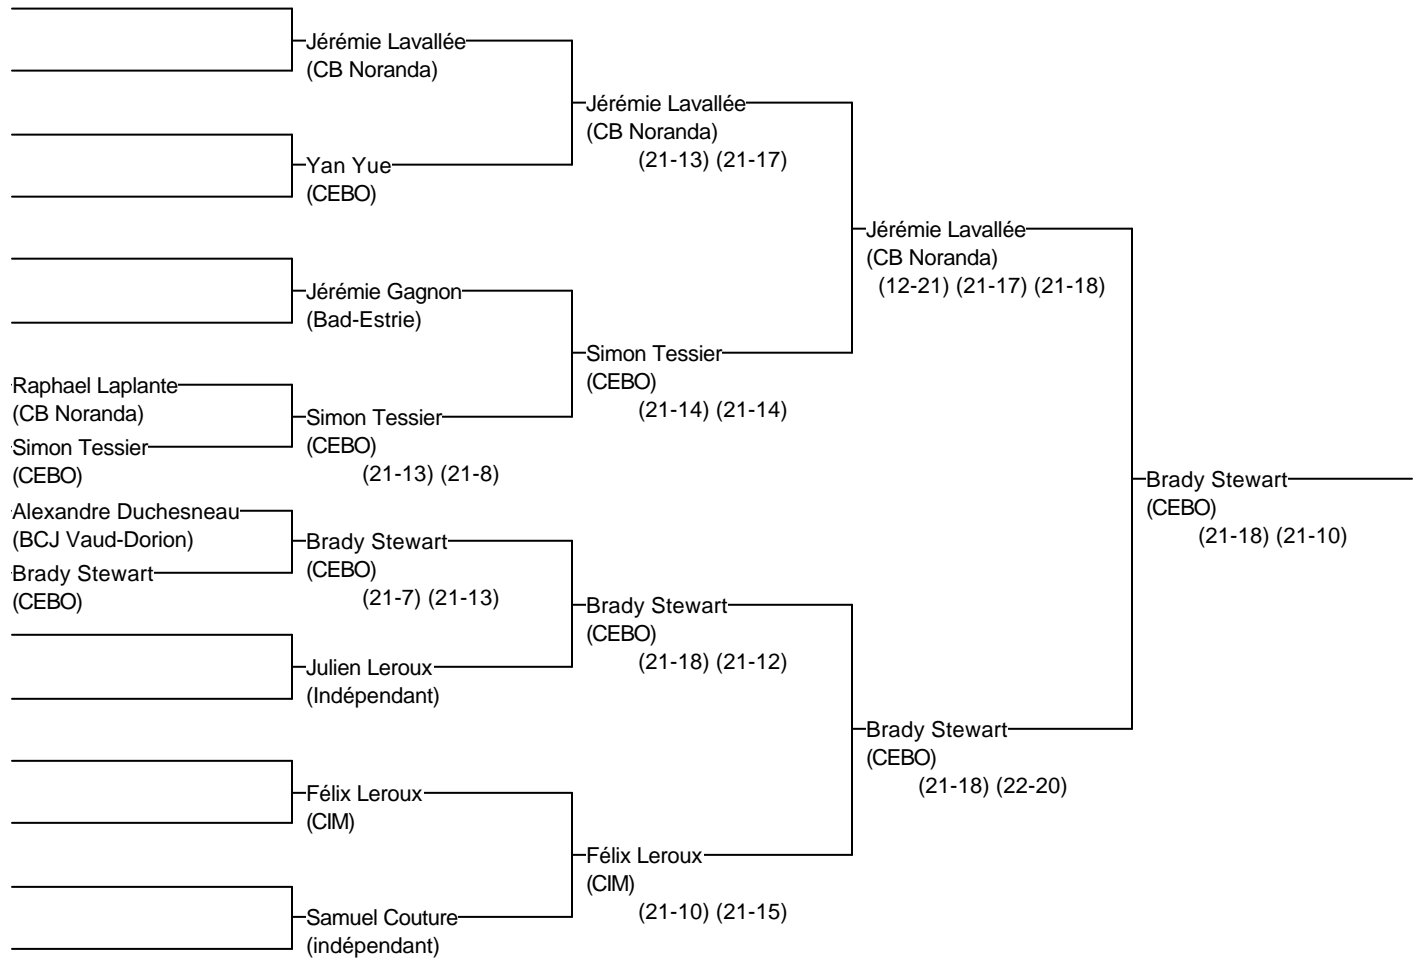 Jérémie Lavallée
(CB Noranda)
Jérémie Lavallée
(CB Noranda)
(21-13) (21-17)
Yan Yue
(CEBO)
Jérémie Lavallée
(CB Noranda)
(12-21) (21-17) (21-18)
Jérémie Gagnon
(Bad-Estrie)
Simon Tessier
(CEBO)
(21-14) (21-14)
Raphael Laplante
(CB Noranda)
Simon Tessier
(CEBO)
(21-13) (21-8)
Simon Tessier
(CEBO)
Brady Stewart
(CEBO)
(21-18) (21-10)
Alexandre Duchesneau
(BCJ Vaud-Dorion)
Brady Stewart
(CEBO)
(21-7) (21-13)
Brady Stewart
(CEBO)
Brady Stewart
(CEBO)
(21-18) (21-12)
Julien Leroux
(Indépendant)
Brady Stewart
(CEBO)
(21-18) (22-20)
Félix Leroux
(CIM)
Félix Leroux
(CIM)
(21-10) (21-15)
Samuel Couture
(indépendant)